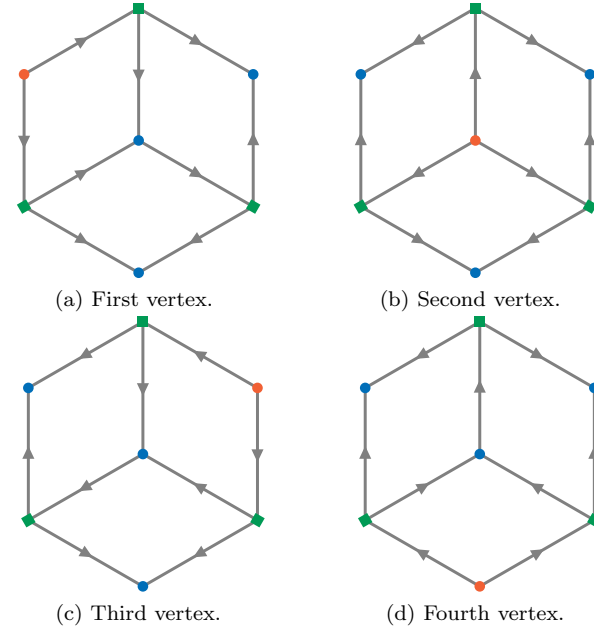 (a) First vertex.
(b) Second vertex.
(c) Third vertex.
(d) Fourth vertex.